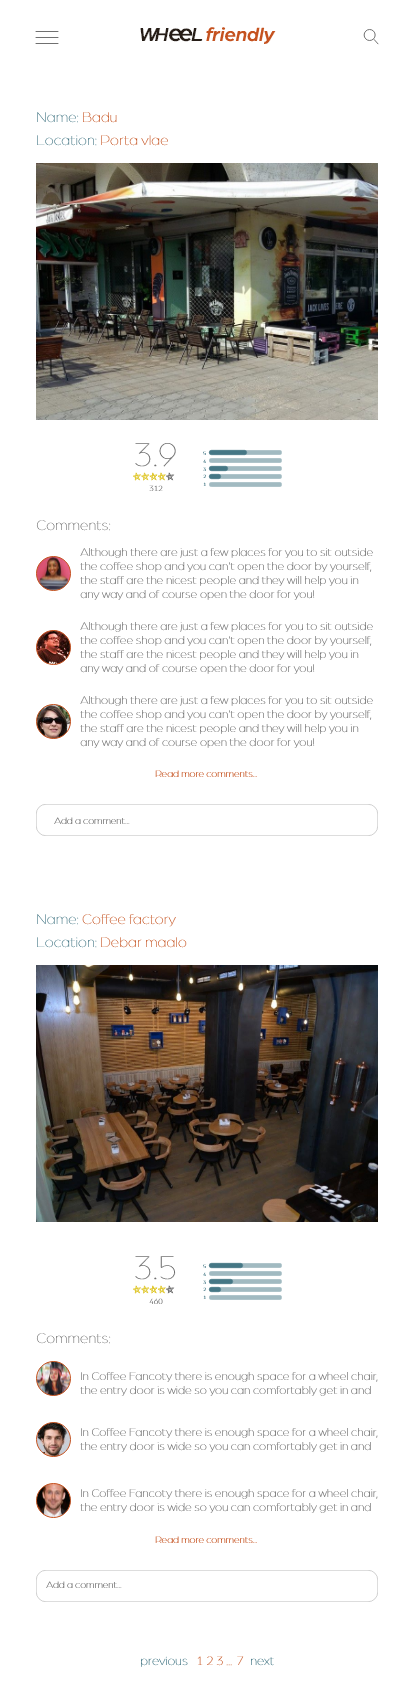 WHEEL friendly
Name: Badu
Location: Porta vlae
JACK LIVES HERE
3.9
5
4
3
2
1
312
Comments:
Although there are just a few places for you to sit outside
the coffee shop and you can't open the door by yourself,
the staff are the nicest people and they will help you in
any way and of course open the door for you!
Although there are just a few places for you to sit outside
the coffee shop and you can't open the door by yourself,
the staff are the nicest people and they will help you in
any way and of course open the door for you!
Although there are just a few places for you to sit outside
the coffee shop and you can't open the door by yourself,
the staff are the nicest people and they will help you in
any way and of course open the door for you!
Read more comments..
Add a comment...
Name: Coffee factory
Location: Debar maalo
3.5
5
4
3
2
1
460
Comments:
In Coffee Fancoty there is enough space for a wheel chair,
the entry door is wide so you can comfortably get in and
In Coffee Fancoty there is enough space for a wheel chair,
the entry door is wide so you can comfortably get in and
In Coffee Fancoty there is enough space for a wheel chair,
the entry door is wide so you can comfortably get in and
Read more comments..
Add a comment...
previous 1 2 3 ... 7 next